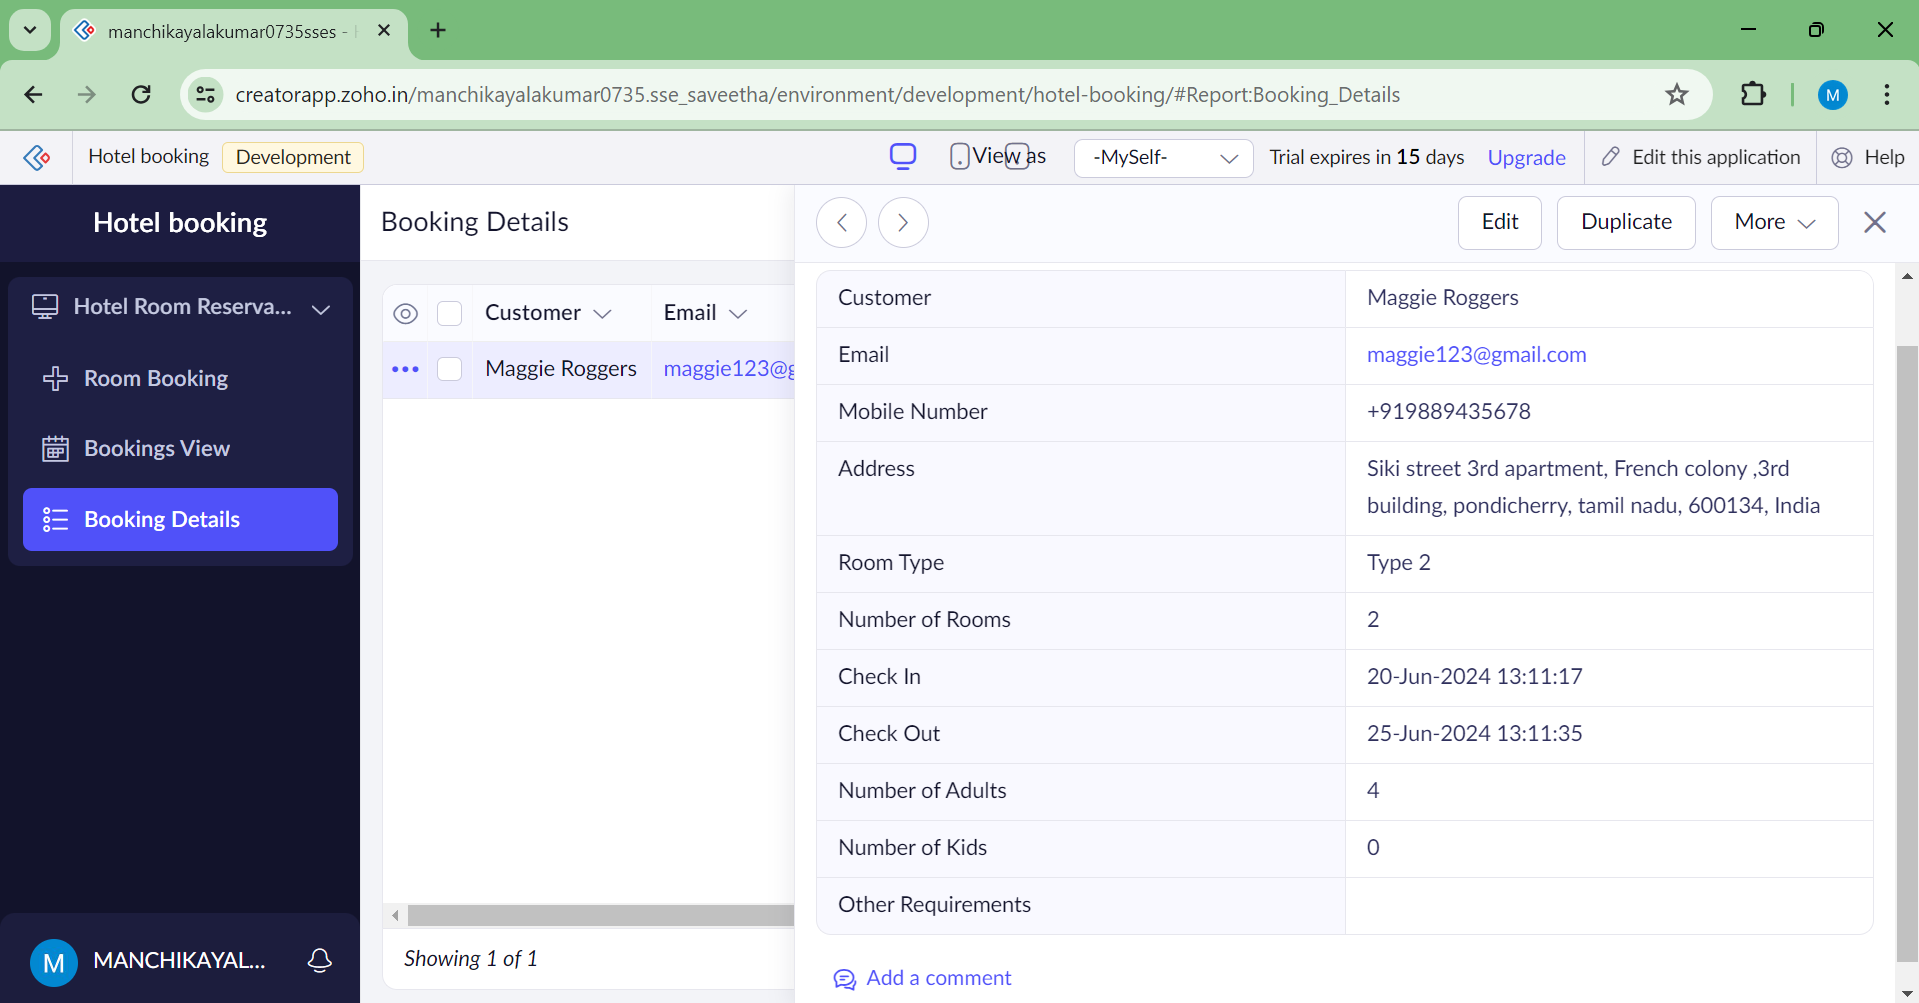 manchikayalakumar0735sses -
creatorapp.zoho.in/manchikayalakumar0735.sse_saveetha/environment/development/hotel-booking/#Report:Booking_Details
M
Hotel booking
Development
View as
-MySelf-
Trial expires in 15 days
Upgrade
Edit this application
Help
Hotel booking
Hotel Room Reserva...
Room Booking
Bookings View
Booking Details
M MANCHIKAYAL...
Booking Details
Customer Email
Maggie Roggers maggie123@g
Showing 1 of 1
Edit Duplicate More
Customer Maggie Roggers
Email maggie123@gmail.com
Mobile Number +919889435678
Address Siki street 3rd apartment, French colony ,3rd
building, pondicherry, tamil nadu, 600134, India
Room Type Type 2
Number of Rooms 2
Check In 20-Jun-2024 13:11:17
Check Out 25-Jun-2024 13:11:35
Number of Adults 4
Number of Kids 0
Other Requirements
Add a comment